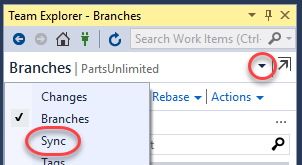 Team Explorer - Branches
Search Work Items (Ctrl-
Branches | PartsUnlimited
Changes
Rebase | Actions
Branches
...
Sync
Tags